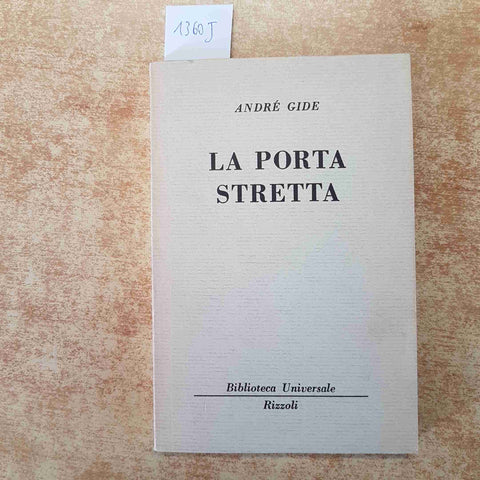 1360 J
ANDRÉ GIDE
LA PORTA
STRETTA
Biblioteca Universale
Rizzoli